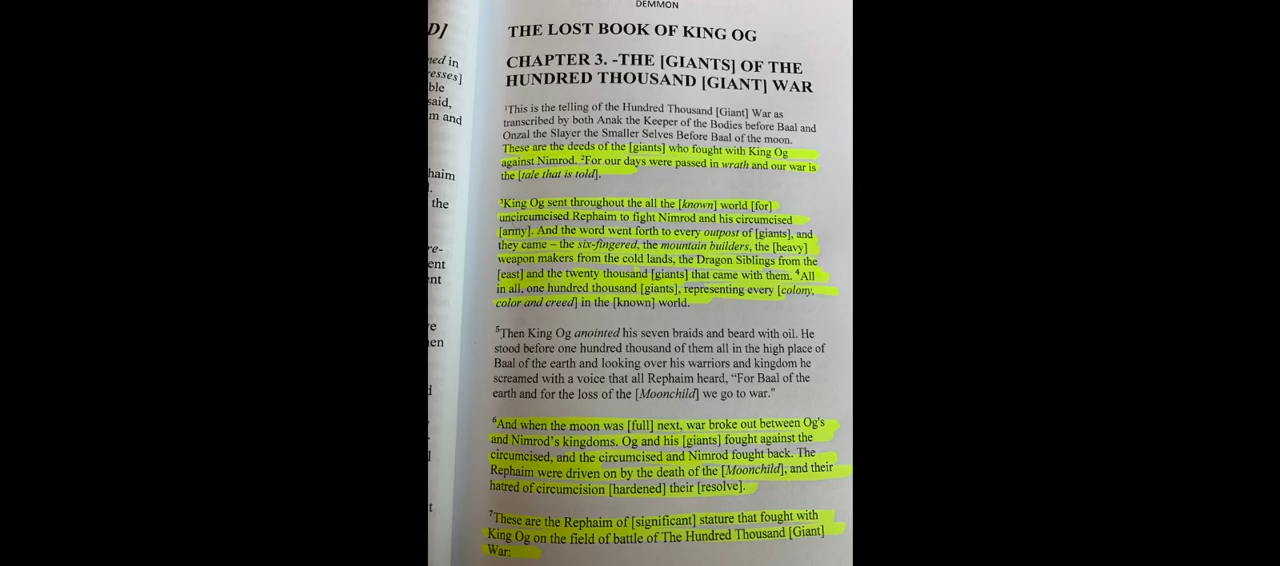 DEMMON
THE LOST BOOK OF KING OG
CHAPTER 3. -THE [GIANTS] OF THE
HUNDRED THOUSAND [GIANT] WAR
¹This is the telling of the Hundred Thousand [Giant] War as
transcribed by both Anak the Keeper of the Bodies before Baal and
Onzal the Slayer the Smaller Selves Before Baal of the moon.
These are the deeds of the [giants] who fought with King Og
against Nimrod. ²For our days were passed in wrath and our war is
the [tale that is told].
³King Og sent throughout the all the [known] world [for]
uncircumcised Rephaim to fight Nimrod and his circumcised
[army]. And the word went forth to every outpost of [giants], and
they came – the six-fingered, the mountain builders, the [heavy]
weapon makers from the cold lands, the Dragon Siblings from the
[east] and the twenty thousand [giants] that came with them. ⁴All
in all, one hundred thousand [giants], representing every [colony,
color and creed] in the [known] world.
⁵Then King Og anointed his seven braids and beard with oil. He
stood before one hundred thousand of them all in the high place of
Baal of the earth and looking over his warriors and kingdom he
screamed with a voice that all Rephaim heard, “For Baal of the
earth and for the loss of the [Moonchild] we go to war.”
⁶And when the moon was [full] next, war broke out between Og's
and Nimrod's kingdoms. Og and his [giants] fought against the
circumcised, and the circumcised and Nimrod fought back. The
Rephaim were driven on by the death of the [Moonchild], and their
hatred of circumcision [hardened] their [resolve].
⁷These are the Rephaim of [significant] stature that fought with
King Og on the field of battle of The Hundred Thousand [Giant]
War: